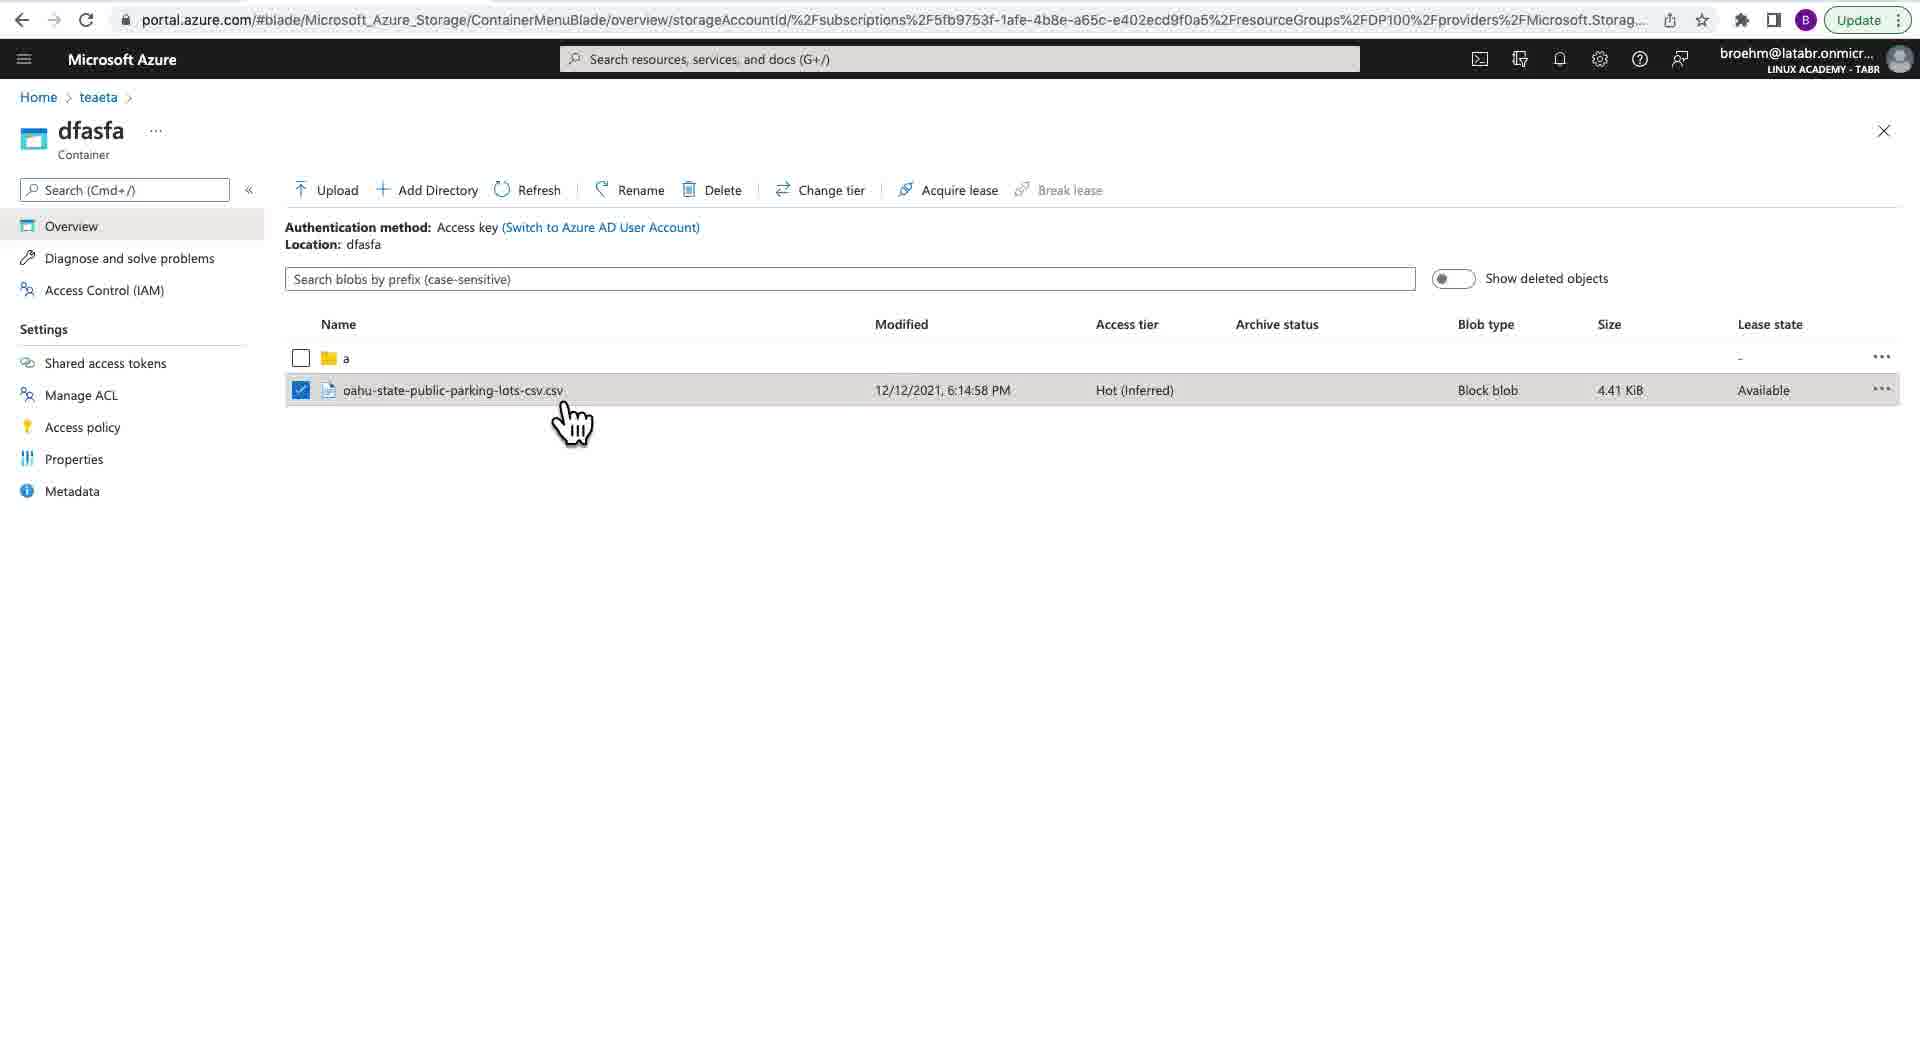 portal.azure.com/#blade/Microsoft_Azure_Storage/ContainerMenuBlade/overview/storageAccountId/%2Fsubscriptions%2F5fb9753f-1afe-4b8e-a65c-e402ecd9f0a5%2FresourceGroups%2FDP100%2Fproviders%2FMicrosoft.Storag...
B
Update
Microsoft Azure
Search resources, services, and docs (G+/)
broehm@latabr.onmicr...
LINUX ACADEMY - TABR
Home > teaeta >
dfasfa ...
Container
Search (Cmd+/) «
Upload Add Directory Refresh Rename Delete Change tier Acquire lease Break lease
Overview
Diagnose and solve problems
Access Control (IAM)
Settings
Shared access tokens
Manage ACL
Access policy
Properties
Metadata
Authentication method: Access key (Switch to Azure AD User Account)
Location: dfasfa
Search blobs by prefix (case-sensitive)
Show deleted objects
Name Modified Access tier Archive status Blob type Size Lease state
a - ...
oahu-state-public-parking-lots-csv.csv 12/12/2021, 6:14:58 PM Hot (Inferred) Block blob 4.41 KiB Available ...